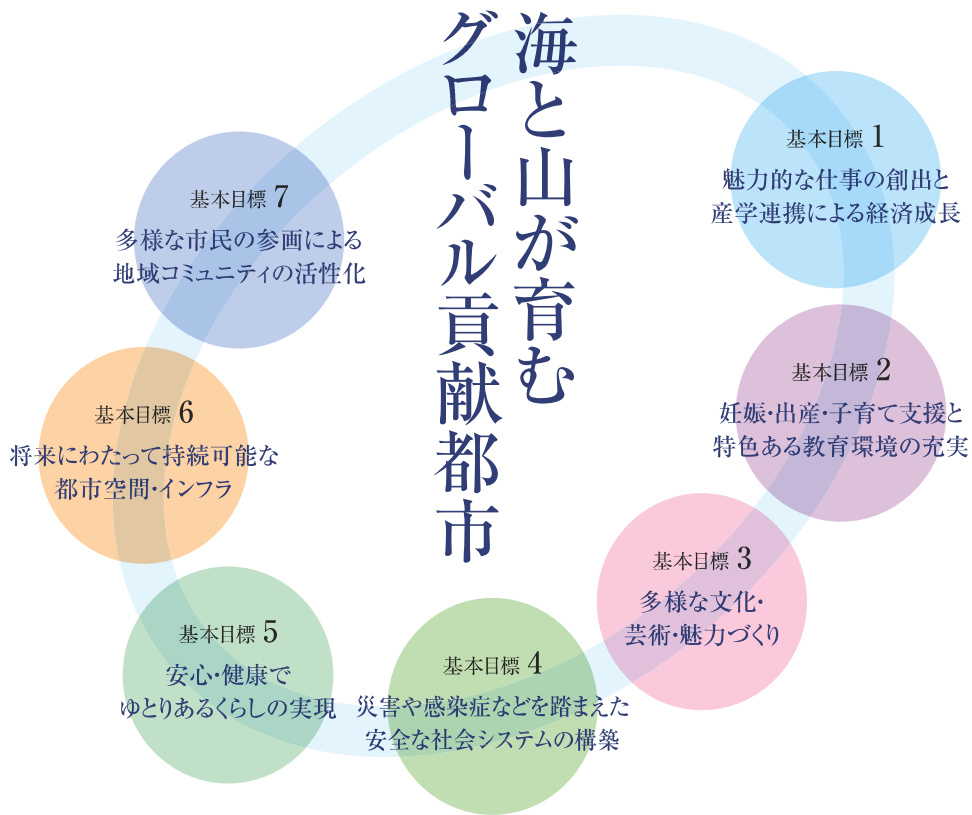 海と山が育む
グローバル貢献都市
基本目標 1
魅力的な仕事の創出と
産学連携による経済成長
基本目標 2
妊娠・出産・子育て支援と
特色ある教育環境の充実
基本目標 3
多様な文化・
芸術・魅力づくり
基本目標 4
災害や感染症などを踏まえた
安全な社会システムの構築
基本目標 5
安心・健康で
ゆとりあるくらしの実現
基本目標 6
将来にわたって持続可能な
都市空間・インフラ
基本目標 7
多様な市民の参画による
地域コミュニティの活性化